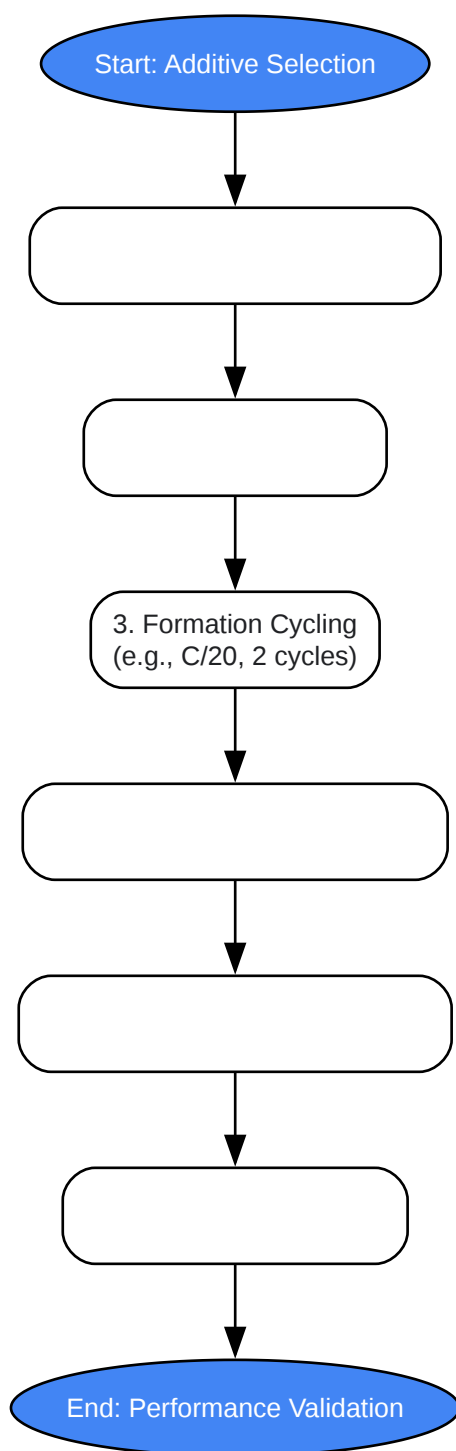 Start: Additive Selection
3. Formation Cycling
(e.g., C/20, 2 cycles)
End: Performance Validation